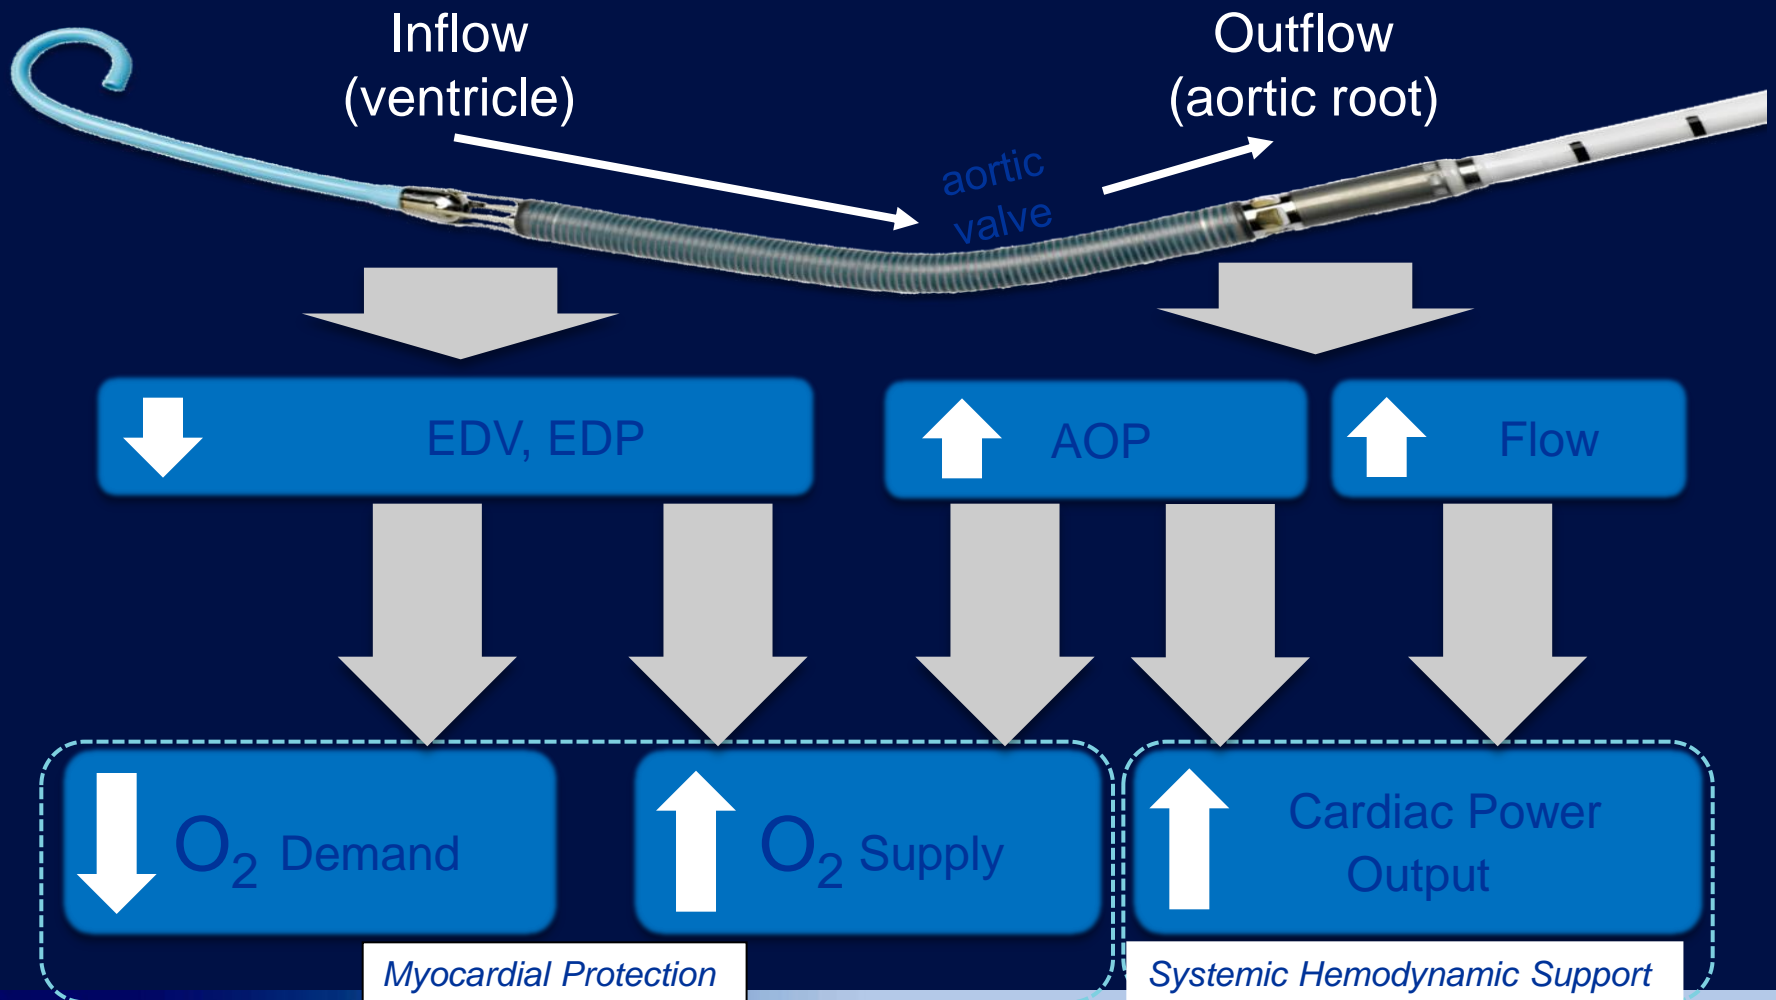 Inflow
(ventricle)
Outflow
(aortic root)
aortic
valve
EDV, EDP
AOP
Flow
O2 Demand
O2 Supply
Cardiac Power
Output
Myocardial Protection
Systemic Hemodynamic Support